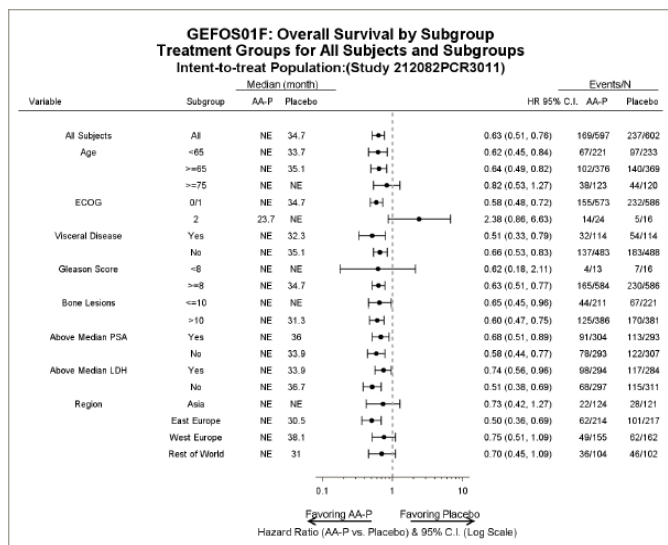 GEFOS01F: Overall Survival by Subgroup
Treatment Groups for All Subjects and Subgroups
Intent-to-treat Population:(Study 212082PCR3011)
Median (month) Events/N
Variable Subgroup AA-P Placebo HR 95% C.I. AA-P Placebo
All Subjects All NE 34.7 0.63 (0.51, 0.76) 169/597 237/602
Age <65 NE 33.7 0.62 (0.45, 0.84) 67/221 97/233
>=65 NE 35.1 0.64 (0.49, 0.82) 102/376 140/369
>=75 NE NE 0.82 (0.53, 1.27) 38/123 44/120
ECOG 0/1 NE 34.7 0.58 (0.48, 0.72) 155/573 232/586
2 23.7 NE 2.38 (0.86, 6.63) 14/24 5/16
Visceral Disease Yes NE 32.3 0.51 (0.33, 0.79) 32/114 54/114
No NE 35.1 0.66 (0.53, 0.83) 137/483 183/488
Gleason Score <8 NE NE 0.62 (0.18, 2.11) 4/13 7/16
>=8 NE 34.7 0.63 (0.51, 0.77) 165/584 230/586
Bone Lesions <=10 NE NE 0.65 (0.45, 0.96) 44/211 67/221
>10 NE 31.3 0.60 (0.47, 0.75) 125/386 170/381
Above Median PSA Yes NE 36 0.68 (0.51, 0.89) 91/304 113/293
No NE 33.9 0.58 (0.44, 0.77) 78/293 122/307
Above Median LDH Yes NE 33.9 0.74 (0.56, 0.96) 98/294 117/284
No NE 36.7 0.51 (0.38, 0.69) 68/297 115/311
Region Asia NE NE 0.73 (0.42, 1.27) 22/124 28/121
East Europe NE 30.5 0.50 (0.36, 0.69) 62/214 101/217
West Europe NE 38.1 0.75 (0.51, 1.09) 49/155 62/162
Rest of World NE 31 0.70 (0.45, 1.09) 36/104 46/102
0.1 1 10
Favoring AA-P Favoring Placebo
Hazard Ratio (AA-P vs. Placebo) & 95% C.I. (Log Scale)